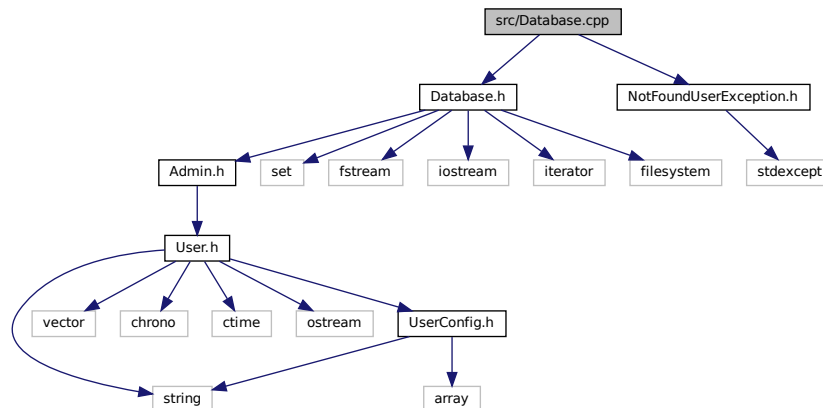 src/Database.cpp
Database.h
NotFoundUserException.h
Admin.h
set
fstream
iostream
iterator
filesystem
stdexcept
User.h
vector
chrono
ctime
ostream
UserConfig.h
string
array